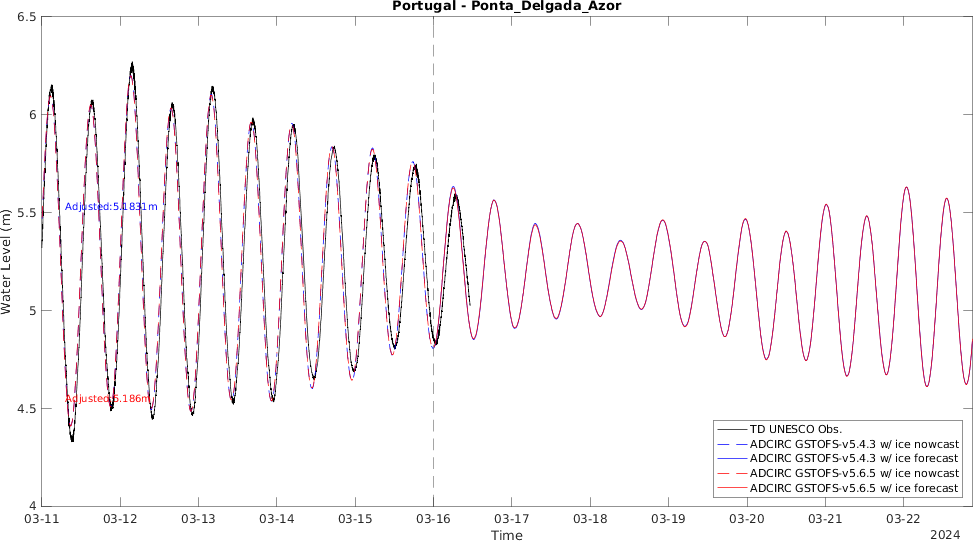 Portugal - Ponta_Delgada_Azor
6.5
6
5.5
5
4.5
4
Water Level (m)
Adjusted:5.1831m
Adjusted:5.186m
TD UNESCO Obs.
ADCIRC GSTOFS-v5.4.3 w/ ice nowcast
ADCIRC GSTOFS-v5.4.3 w/ ice forecast
ADCIRC GSTOFS-v5.6.5 w/ ice nowcast
ADCIRC GSTOFS-v5.6.5 w/ ice forecast
03-11 03-12 03-13 03-14 03-15 03-16 03-17 03-18 03-19 03-20 03-21 03-22
Time
2024